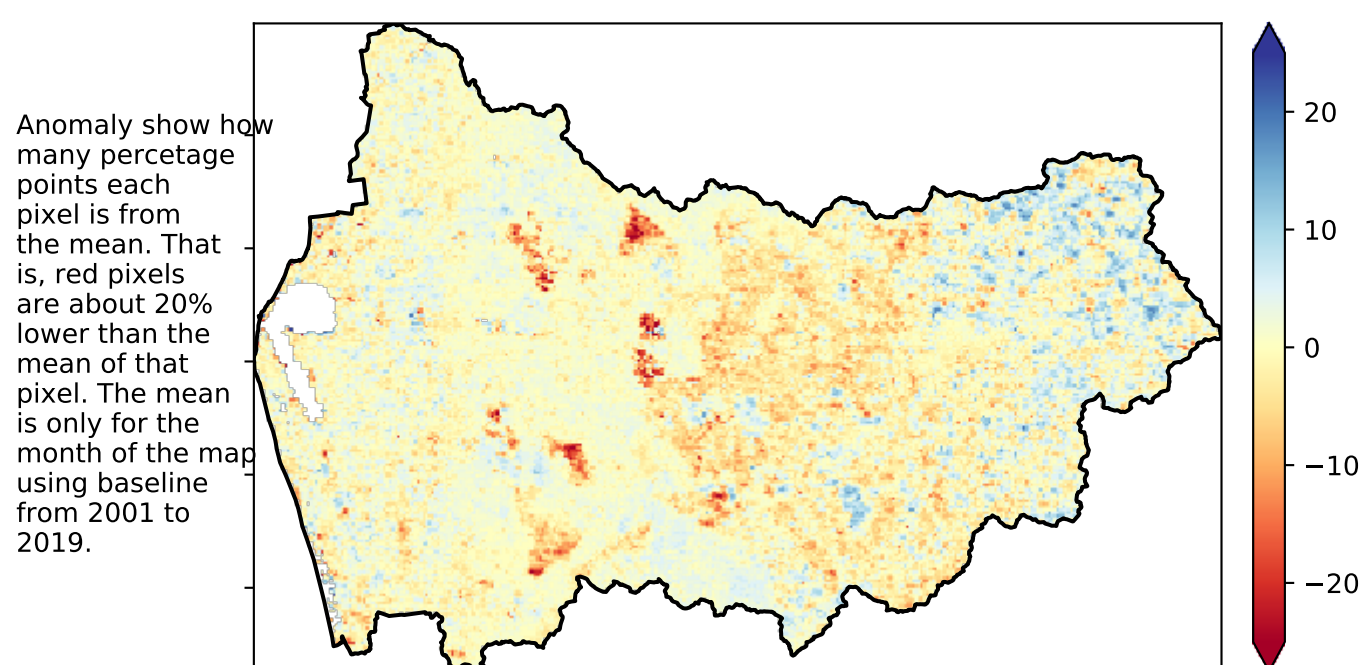 Anomaly show how
many percetage
points each
pixel is from
the mean. That
is, red pixels
are about 20%
lower than the
mean of that
pixel. The mean
is only for the
month of the map
using baseline
from 2001 to
2019.
20
10
0
−10
−20